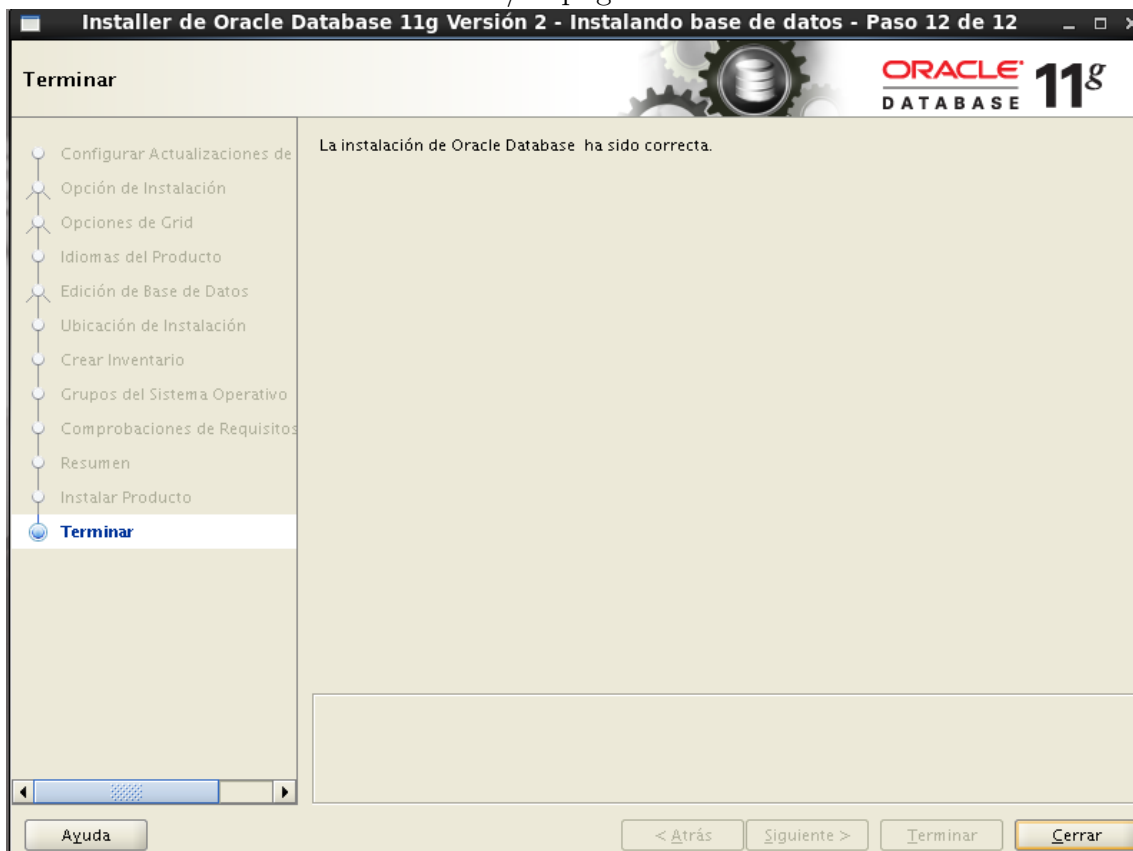 Installer de Oracle Database 11g Versión 2 - Instalando base de datos - Paso 12 de 12
Terminar
ORACLE
DATABASE
11g
Configurar Actualizaciones de
Opción de Instalación
Opciones de Grid
Idiomas del Producto
Edición de Base de Datos
Ubicación de Instalación
Crear Inventario
Grupos del Sistema Operativo
Comprobaciones de Requisitos
Resumen
Instalar Producto
Terminar
La instalación de Oracle Database ha sido correcta.
Ayuda
< Atrás
Siguiente >
Terminar
Cerrar